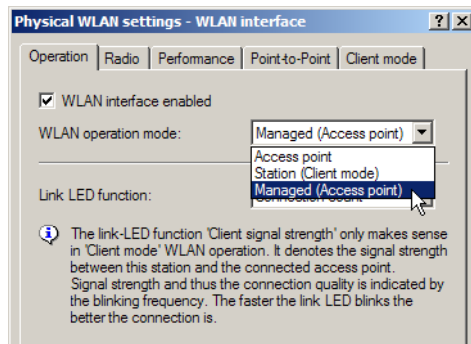 Physical WLAN settings - WLAN interface
Operation Radio Performance Point-to-Point Client mode
WLAN interface enabled
WLAN operation mode: Managed (Access point)
Access point
Station (Client mode)
Managed (Access point)
Link LED function: Connection count
The link-LED function 'Client signal strength' only makes sense
in 'Client mode' WLAN operation. It denotes the signal strength
between this station and the connected access point.
Signal strength and thus the connection quality is indicated by
the blinking frequency. The faster the link LED blinks the
better the connection is.